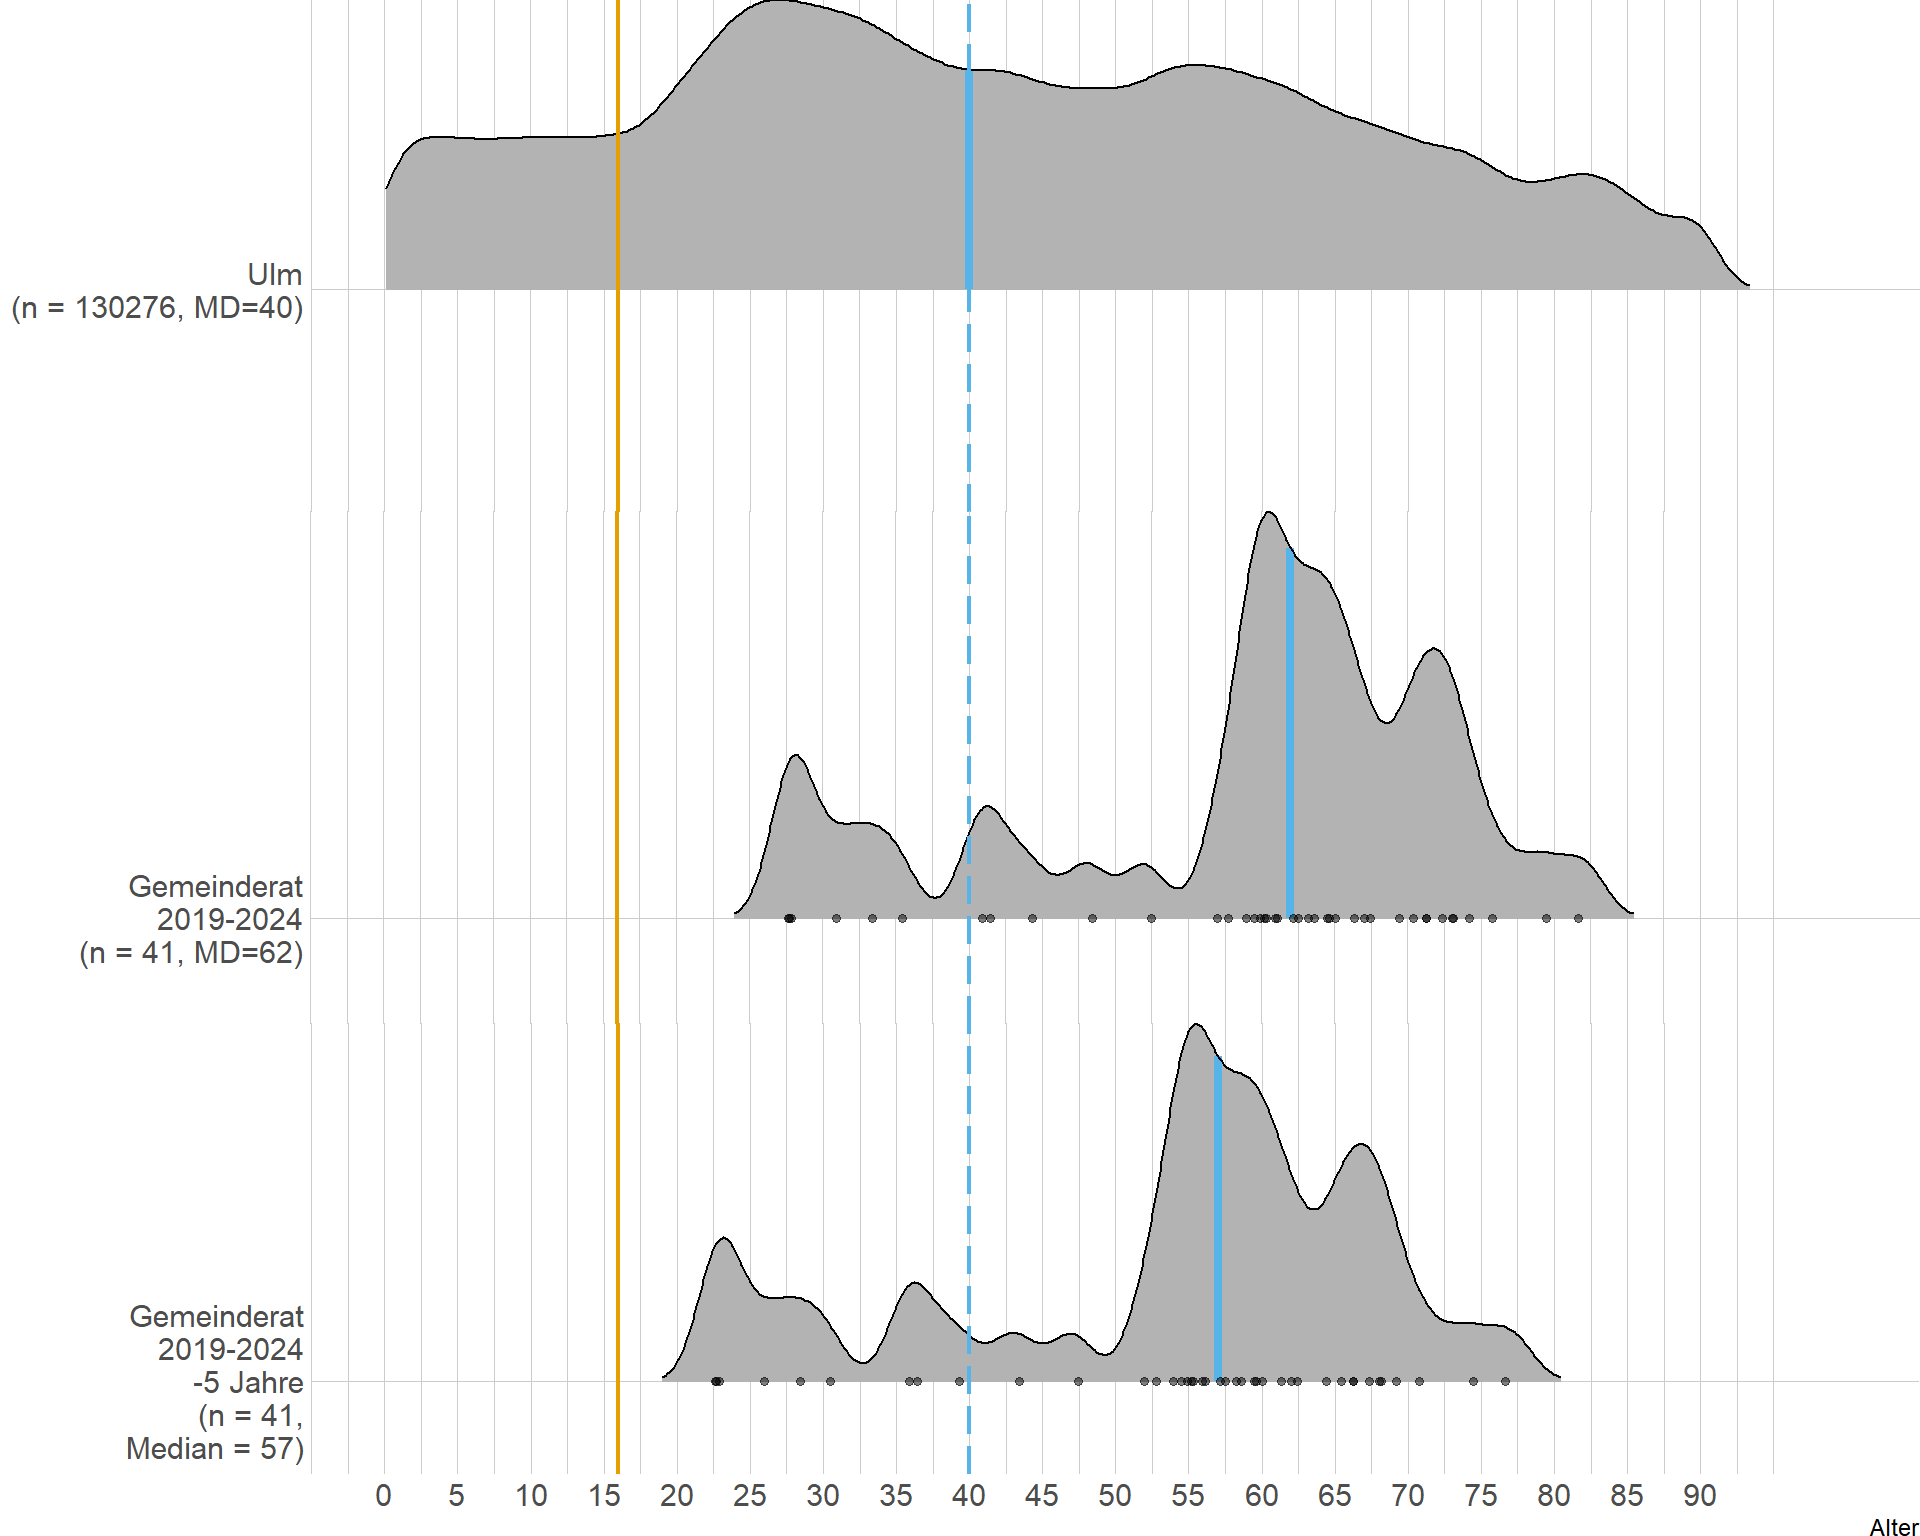 Ulm
(n = 130276, MD=40)
Gemeinderat
2019-2024
(n = 41, MD=62)
Gemeinderat
2019-2024
-5 Jahre
(n = 41,
Median = 57)
0 5 10 15 20 25 30 35 40 45 50 55 60 65 70 75 80 85 90
Alter